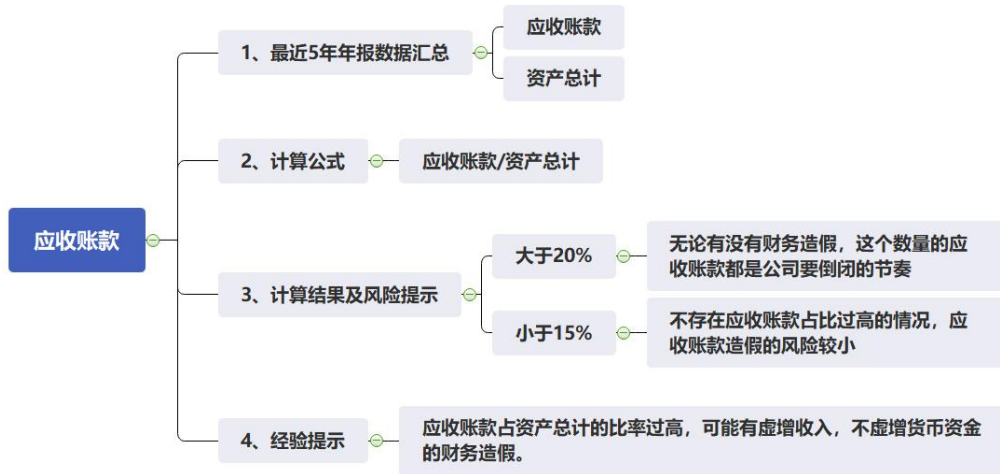 应收账款
1、最近5年年报数据汇总
应收账款
资产总计
2、计算公式
应收账款/资产总计
3、计算结果及风险提示
大于20%
无论有没有财务造假，这个数量的应
收账款都是公司要倒闭的节奏
小于15%
不存在应收账款占比过高的情况，应
收账款造假的风险较小
4、经验提示
应收账款占资产总计的比率过高，可能有虚增收入，不虚增货币资金
的财务造假。